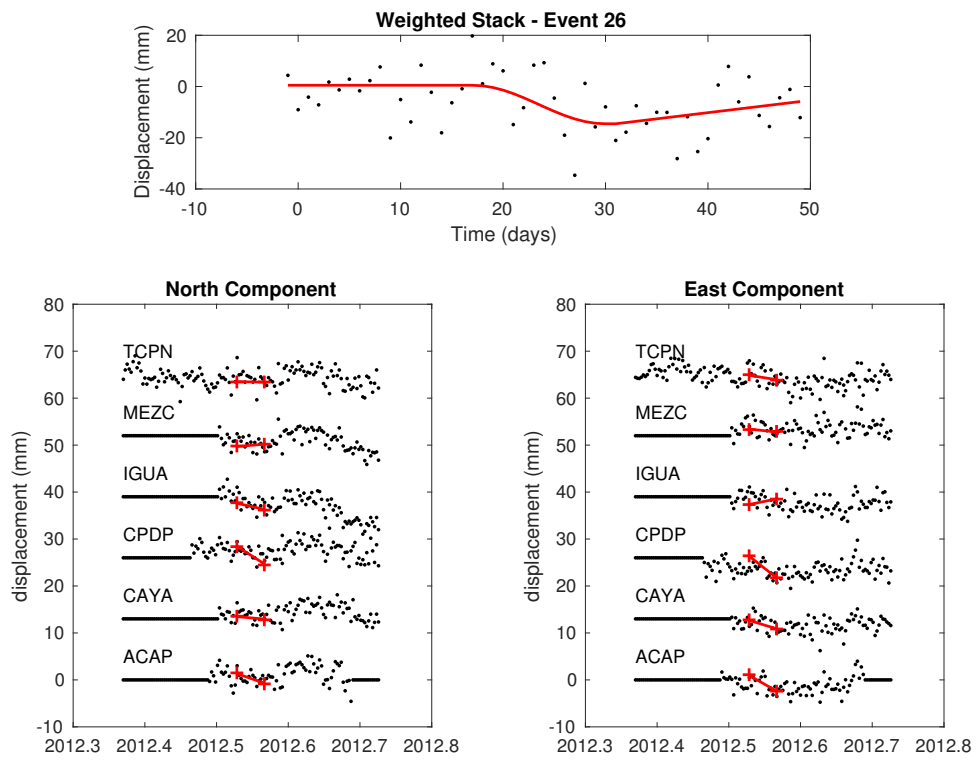 Weighted Stack - Event 26
Displacement (mm)
20
0
-20
-40
-10 0 10 20 30 40 50
Time (days)
North Component
displacement (mm)
80
70
60
50
40
30
20
10
0
-10
TCPN
MEZC
IGUA
CPDP
CAYA
ACAP
2012.3 2012.4 2012.5 2012.6 2012.7 2012.8
East Component
displacement (mm)
80
70
60
50
40
30
20
10
0
-10
TCPN
MEZC
IGUA
CPDP
CAYA
ACAP
2012.3 2012.4 2012.5 2012.6 2012.7 2012.8